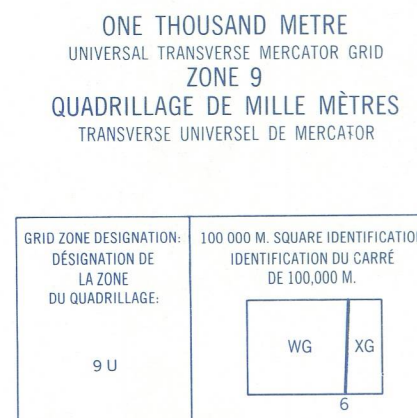 ONE THOUSAND METRE
UNIVERSAL TRANSVERSE MERCATOR GRID
ZONE 9
QUADRILLAGE DE MILLE MÈTRES
TRANSVERSE UNIVERSEL DE MERCATOR
GRID ZONE DESIGNATION:
DÉSIGNATION DE
LA ZONE
DU QUADRILLAGE:
9 U
100 000 M. SQUARE IDENTIFICATIO
IDENTIFICATION DU CARRÉ
DE 100,000 M.
WG XG
6